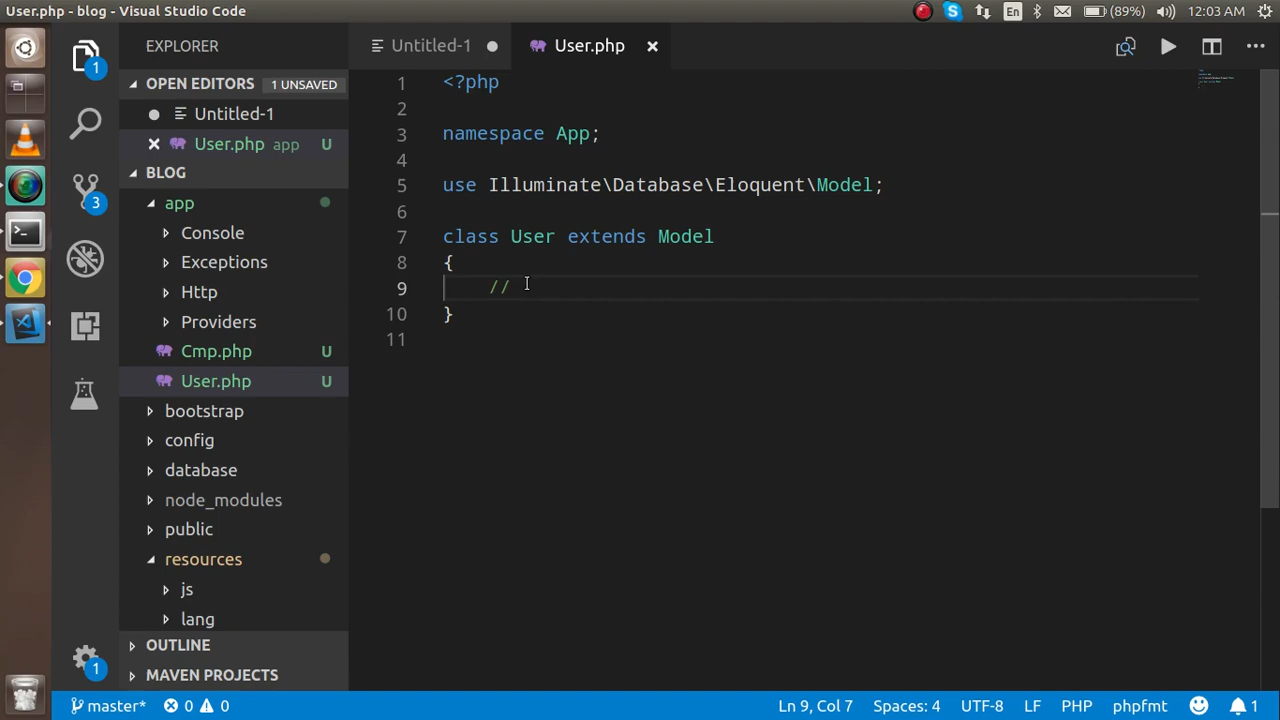 User.php - blog - Visual Studio Code
En
(89%)
12:03 AM
EXPLORER
Untitled-1
User.php
OPEN EDITORS
1 UNSAVED
Untitled-1
User.php app U
BLOG
app
Console
Exceptions
Http
Providers
Cmp.php U
User.php U
bootstrap
config
database
node_modules
public
resources
js
lang
OUTLINE
MAVEN PROJECTS
1
3
1
1 <?php
2
3 namespace App;
4
5 use Illuminate\Database\Eloquent\Model;
6
7 class User extends Model
8 {
9 //
10 }
11
master*
0
0
Ln 9, Col 7
Spaces: 4
UTF-8
LF
PHP
phpfmt
1